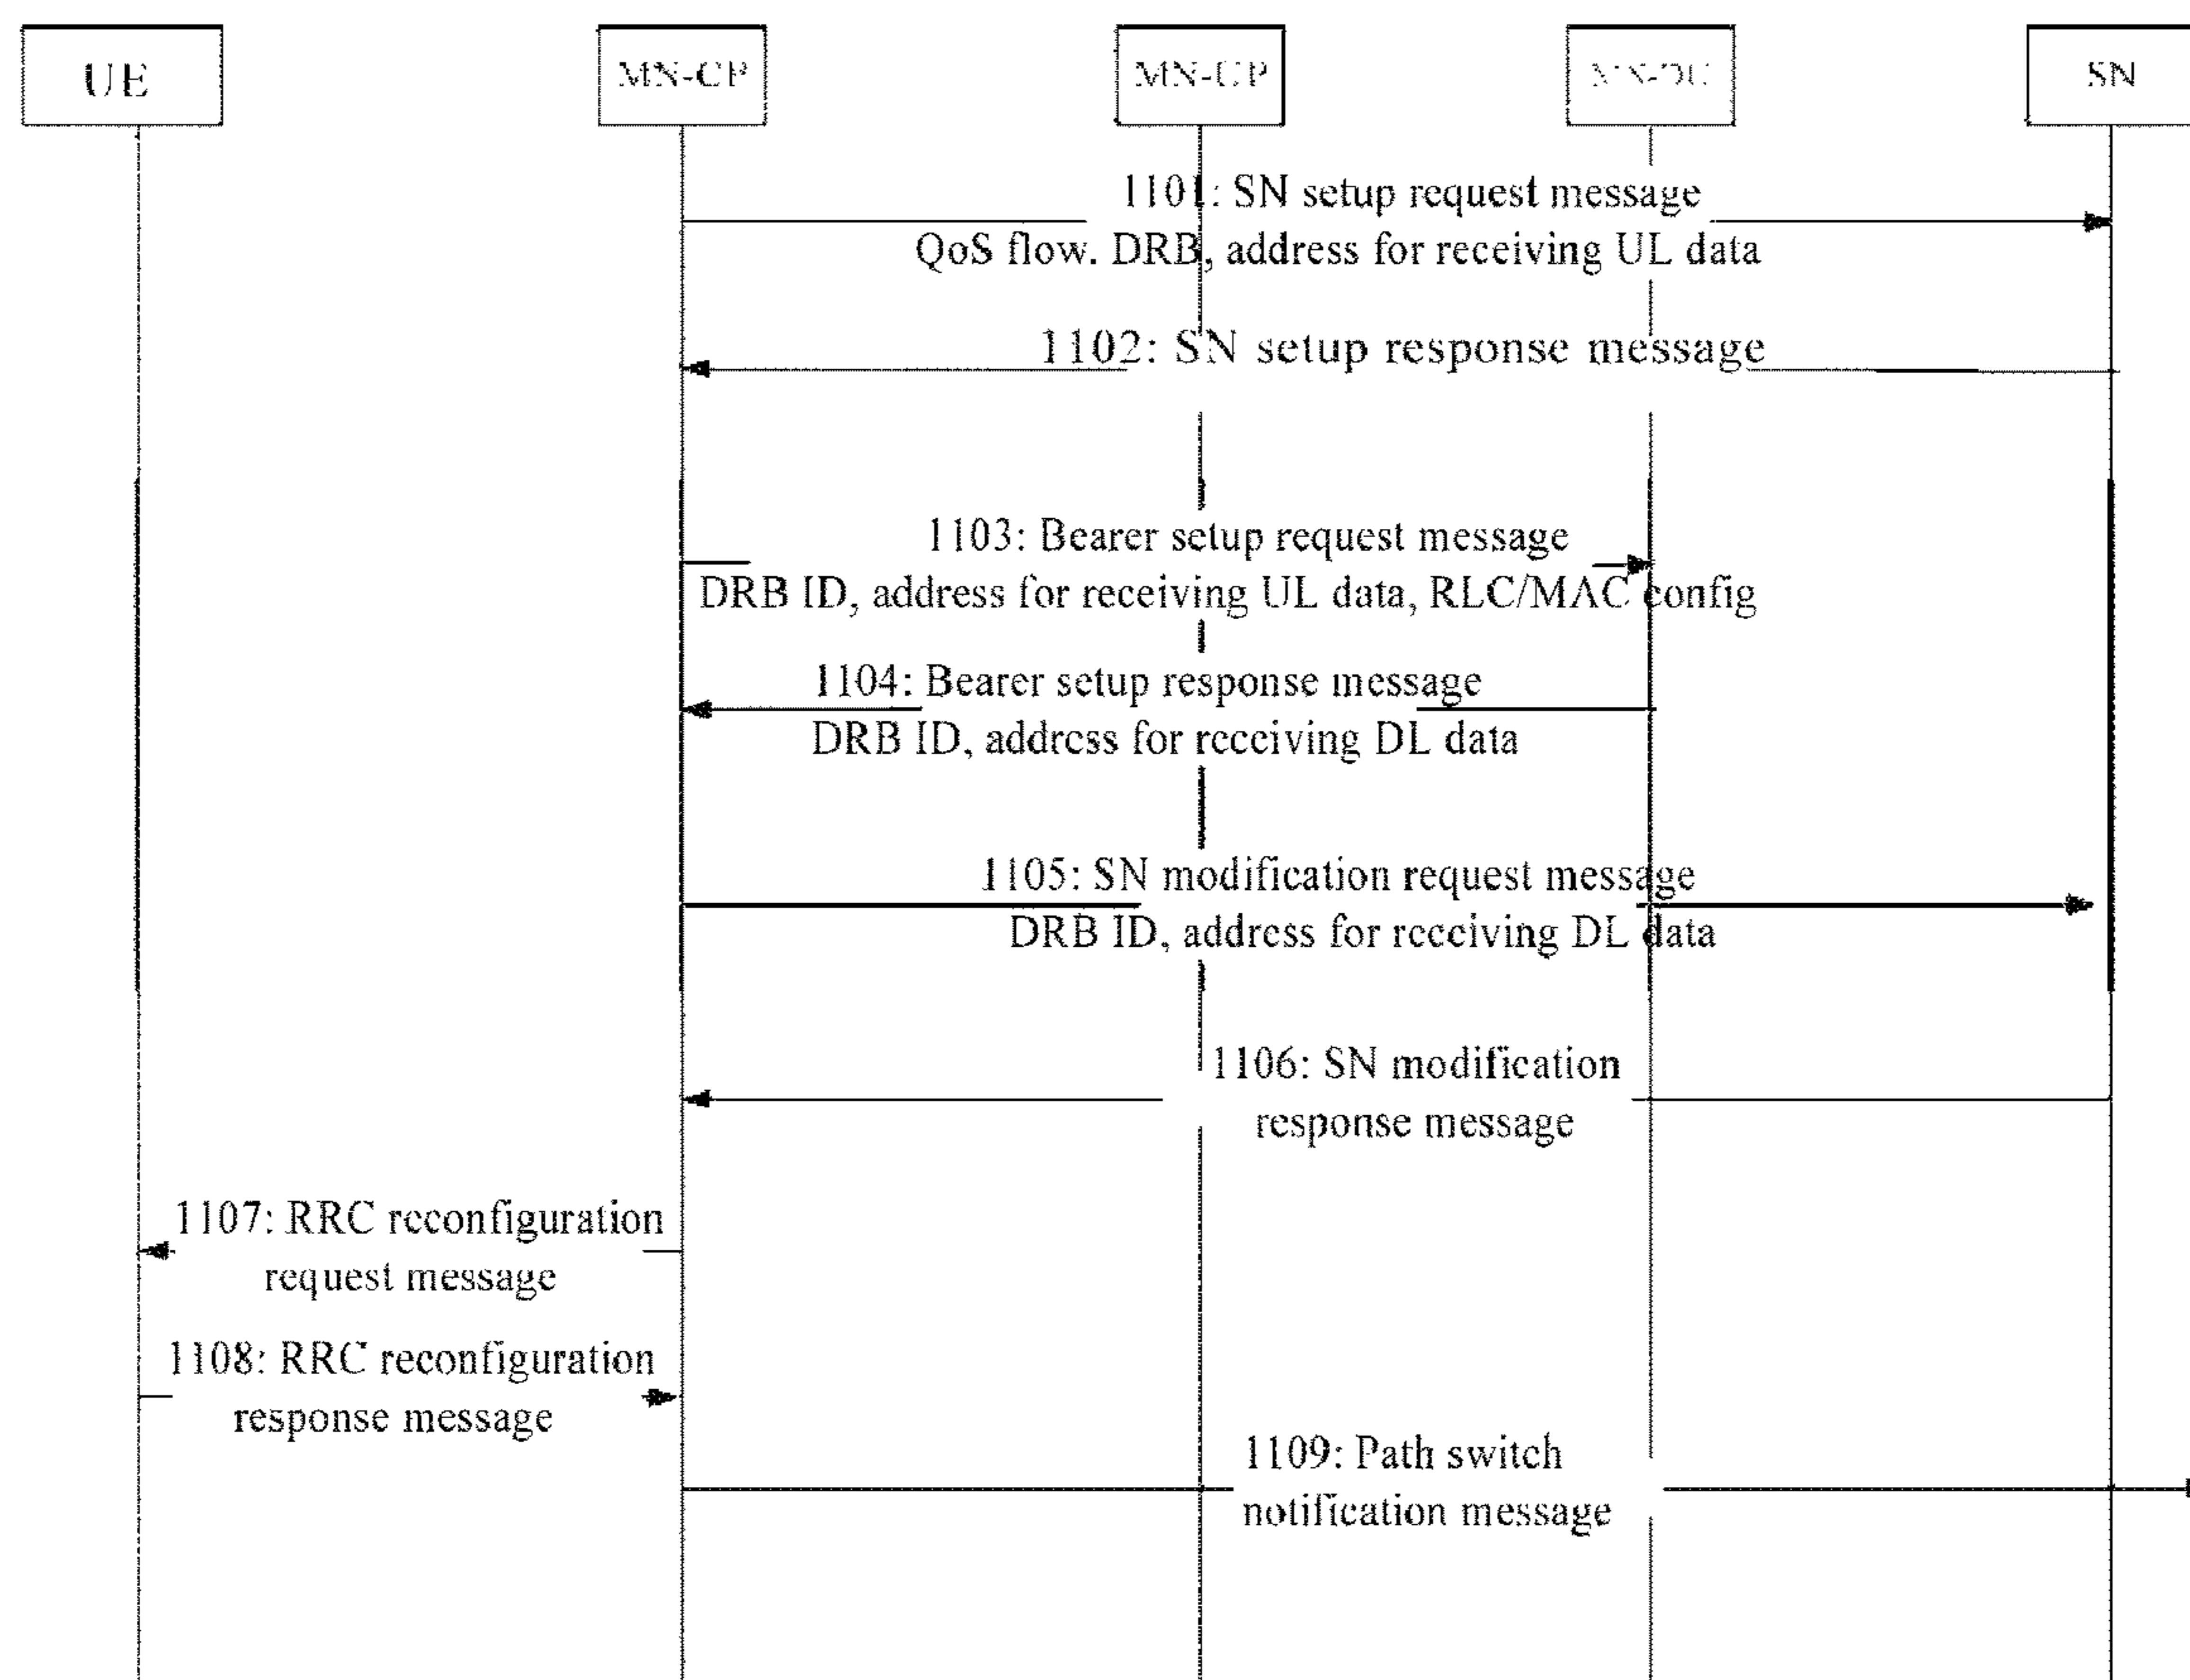 UE
MN-CP
SN
1101: SN setup request message
QoS flow. DRB, address for receiving UL data
1102: SN setup response message
1103: Bearer setup request message
DRB ID, address for receiving UL data, RLC/MAC config
1104: Bearer setup response message
DRB ID, address for receiving DL data
1105: SN modification request message
DRB ID, address for receiving DL data
1106: SN modification
response message
1107: RRC reconfiguration
request message
1108: RRC reconfiguration
response message
1109: Path switch
notification message